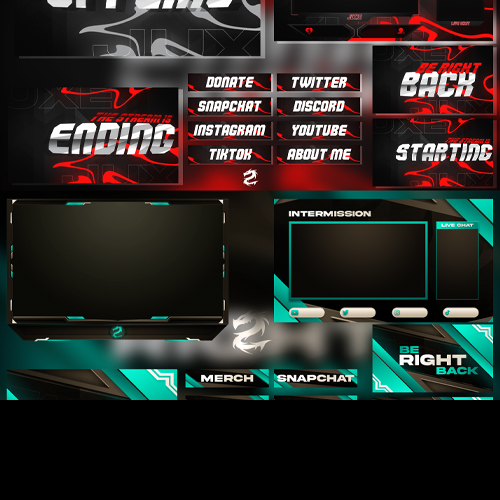 THE STREAM IS
ENDING
DONATE
TWITTER
SNAPCHAT
DISCORD
INSTAGRAM
YOUTUBE
TIKTOK
ABOUT ME
BE RIGHT
BACK
STARTING
INTERMISSION
LIVE CHAT
BE
RIGHT
BACK
MERCH
SNAPCHAT